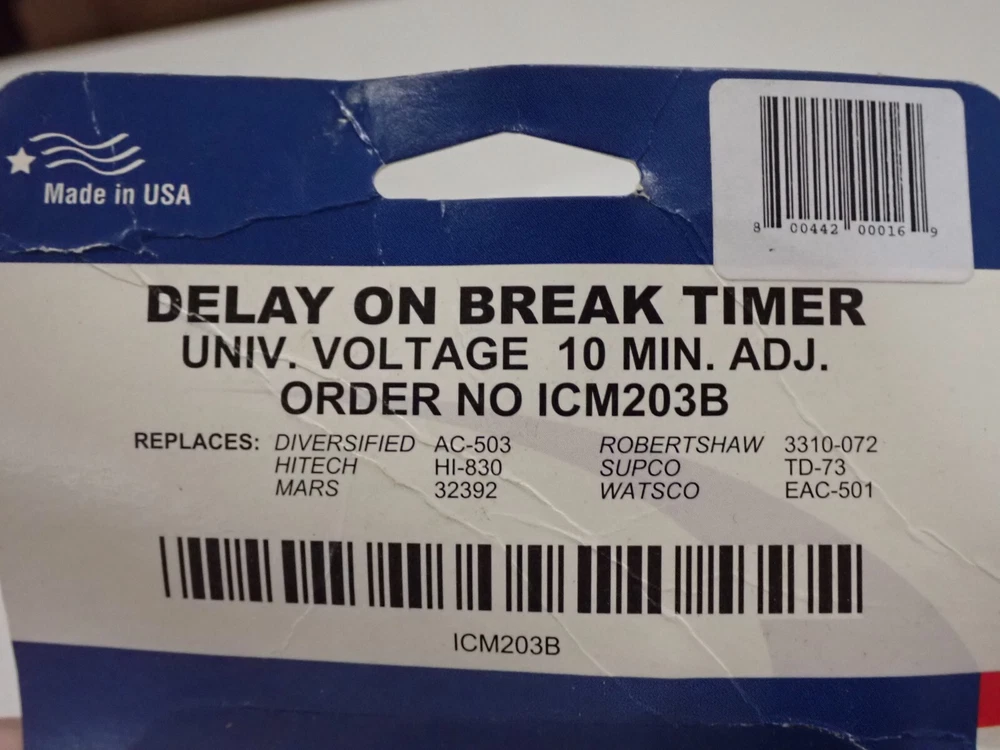 Made in USA
8 00442 00016 9
DELAY ON BREAK TIMER
UNIV. VOLTAGE 10 MIN. ADJ.
ORDER NO ICM203B
REPLACES: DIVERSIFIED AC-503 ROBERTSHAW 3310-072
HITECH HI-830 SUPCO TD-73
MARS 32392 WATSCO EAC-501
ICM203B